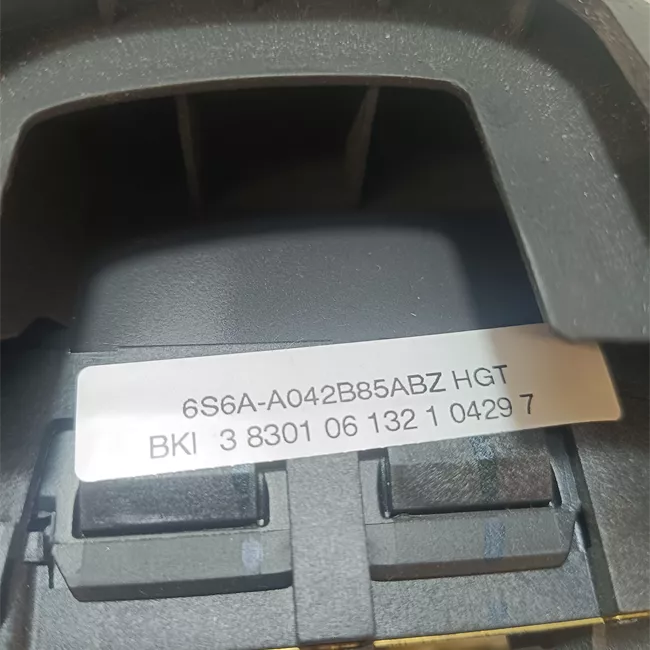 6S6A-A042B85ABZ HGT
BKI 3 8301 06 132 1 0429 7